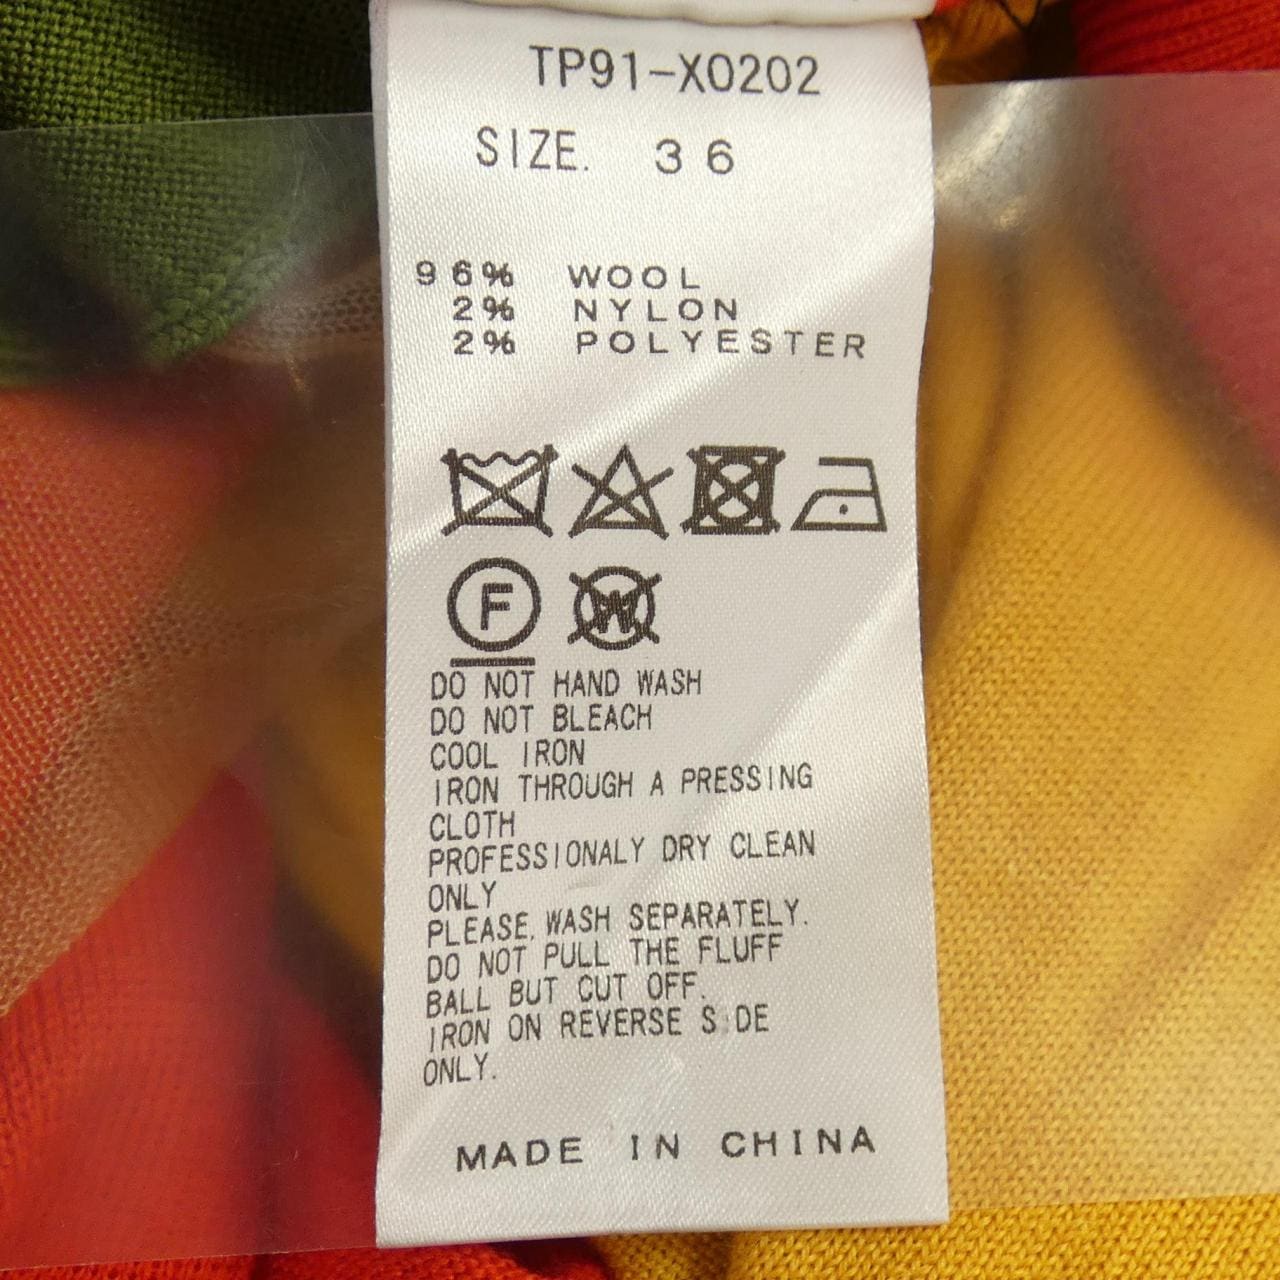 TP91-X0202
SIZE. 36
96% WOOL
2% NYLON
2% POLYESTER
F W
DO NOT HAND WASH
DO NOT BLEACH
COOL IRON
IRON THROUGH A PRESSING
CLOTH
PROFESSIONALY DRY CLEAN
ONLY
PLEASE. WASH SEPARATELY.
DO NOT PULL THE FLUFF
BALL BUT CUT OFF.
IRON ON REVERSE SIDE
ONLY.
MADE IN CHINA